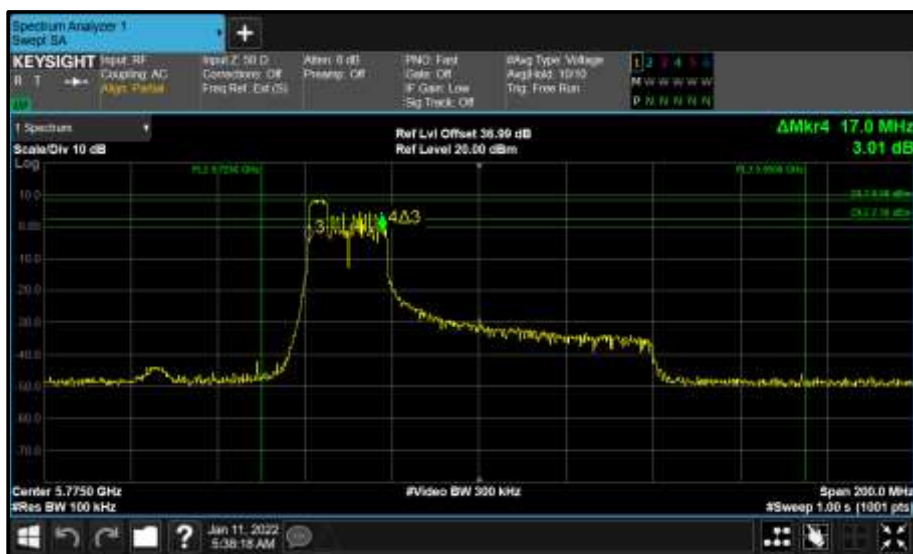 Spectrum Analyzer 1
Swept SA
KEYSIGHT
R T
Input: RF
Coupling: AC
Align: Partial
Input Z: 50 Ω
Corrections: Off
Freq Ref: Ext (S)
Atten: 6 dB
Preamp: Off
PNO: Fast
Gate: Off
IF Gain: Low
Sig Track: Off
#Avg Type: Voltage
Avg|Hold: 10/10
Trig: Free Run
1 2 3 4 5 6
M W W W W W
P N N N N N
1 Spectrum
Scale/Div 10 dB
Ref Lvl Offset 36.99 dB
Ref Level 20.00 dBm
ΔMkr4 17.0 MHz
3.01 dB
Log
10.0
0.00
-10.0
-20.0
-30.0
-40.0
-50.0
-60.0
-70.0
3
4Δ3
Center 5.7750 GHz
#Res BW 100 kHz
#Video BW 300 kHz
Span 200.0 MHz
#Sweep 1.00 s (1001 pts)
?
Jan 11, 2022
5:38:18 AM